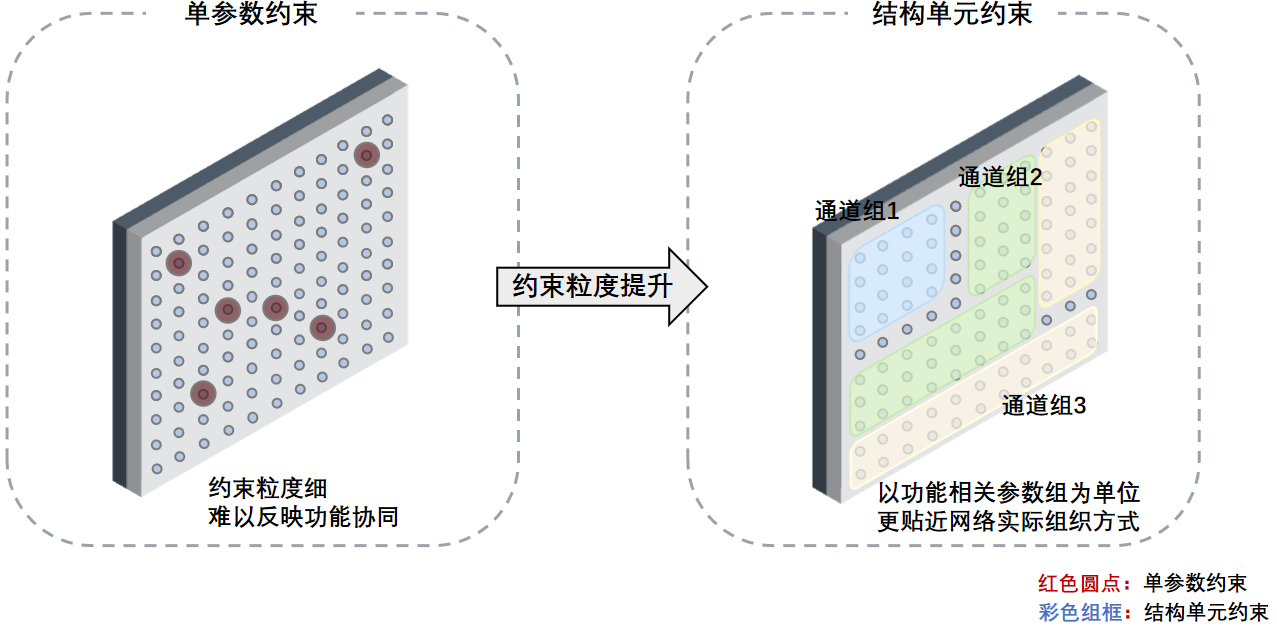 单参数约束
约束粒度细
难以反映功能协同
约束粒度提升
结构单元约束
通道组1
通道组2
通道组3
以功能相关参数组为单位
更贴近网络实际组织方式
红色圆点：单参数约束
彩色组框：结构单元约束